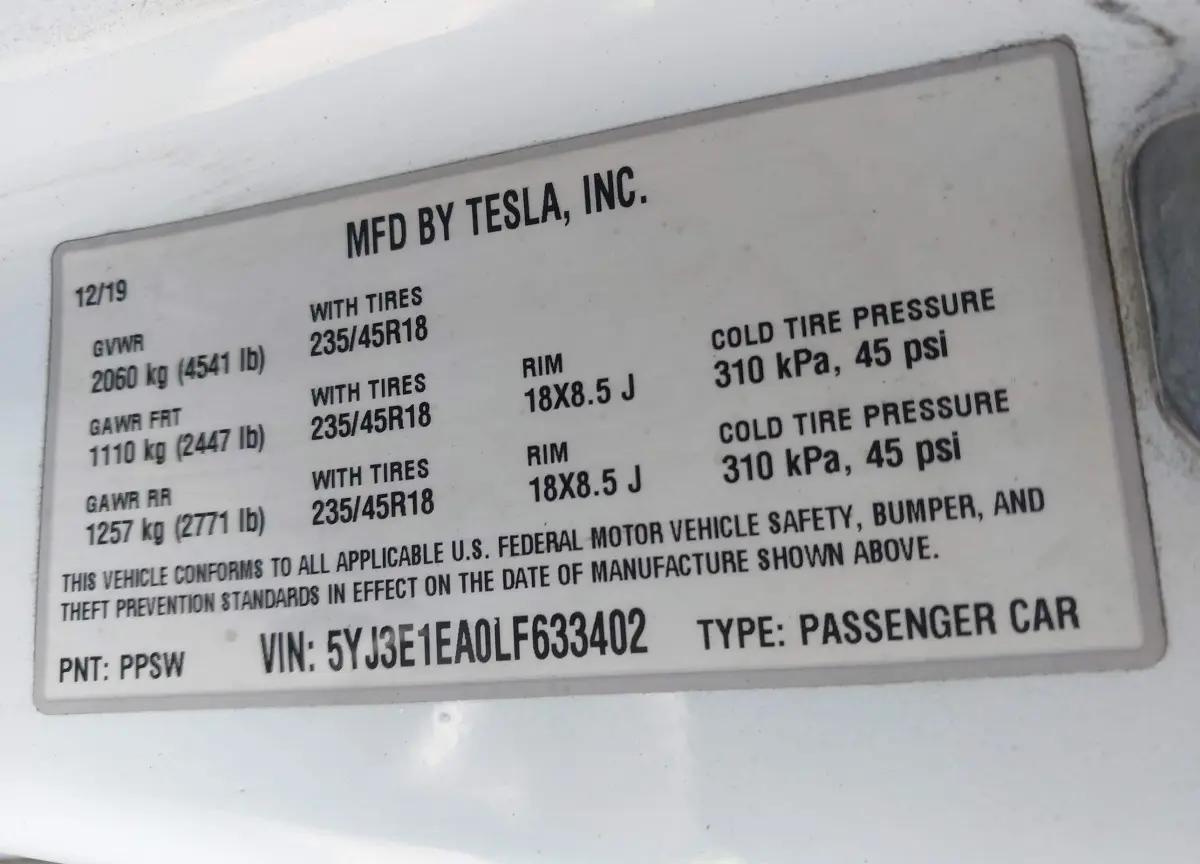 MFD BY TESLA, INC.
12/19
GVWR
2060 kg (4541 lb)
WITH TIRES
235/45R18
GAWR FRT
1110 kg (2447 lb)
WITH TIRES
235/45R18
RIM
18X8.5 J
COLD TIRE PRESSURE
310 kPa, 45 psi
GAWR RR
1257 kg (2771 lb)
WITH TIRES
235/45R18
RIM
18X8.5 J
COLD TIRE PRESSURE
310 kPa, 45 psi
THIS VEHICLE CONFORMS TO ALL APPLICABLE U.S. FEDERAL MOTOR VEHICLE SAFETY, BUMPER, AND
THEFT PREVENTION STANDARDS IN EFFECT ON THE DATE OF MANUFACTURE SHOWN ABOVE.
PNT: PPSW VIN: 5YJ3E1EA0LF633402 TYPE: PASSENGER CAR